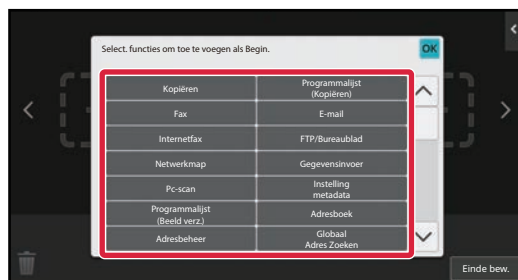 Select. functies om toe te voegen als Begin.
OK
Kopiëren
Programmalijst
(Kopiëren)
Fax
E-mail
Internetfax
FTP/Bureaublad
Netwerkmap
Gegevensinvoer
Pc-scan
Instelling
metadata
Programmalijst
(Beeld verz.)
Adresboek
Adresbeheer
Globaal
Adres Zoeken
Einde bew.